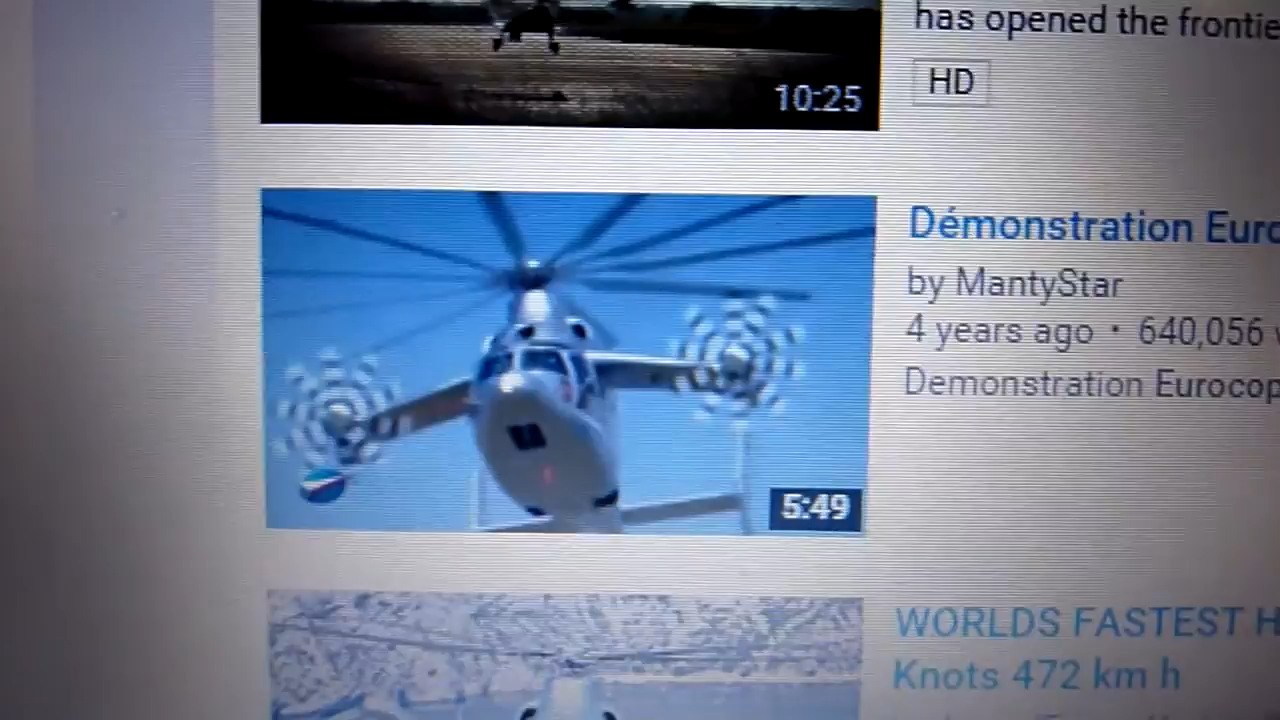 has opened the frontie
HD
10:25
Démonstration Euro
by MantyStar
4 years ago · 640,056
Demonstration Eurocop
5:49
WORLDS FASTEST H
Knots 472 km h